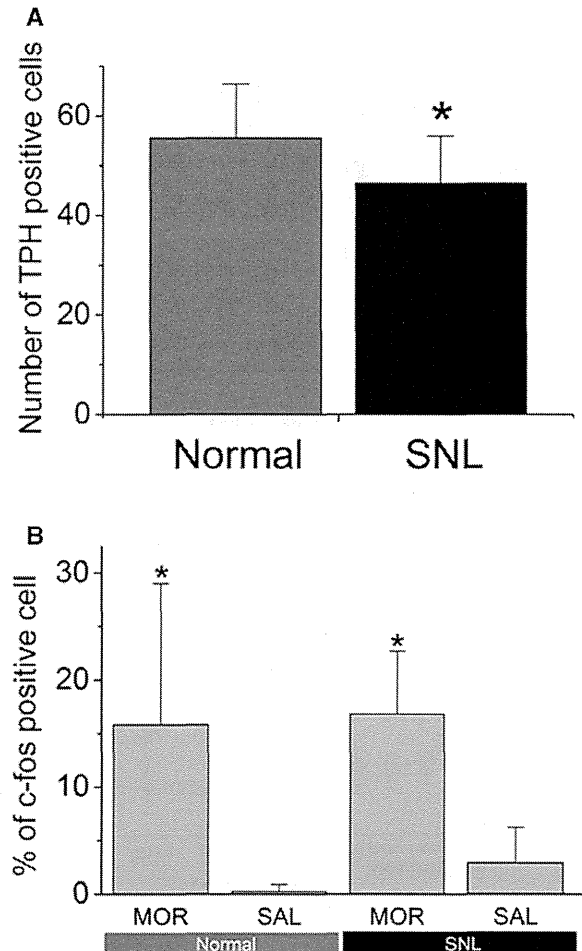 A
Number of TPH positive cells
60
40
20
0
*
Normal SNL
B
% of c-fos positive cell
30
20
10
0
* *
MOR SAL MOR SAL
Normal SNL